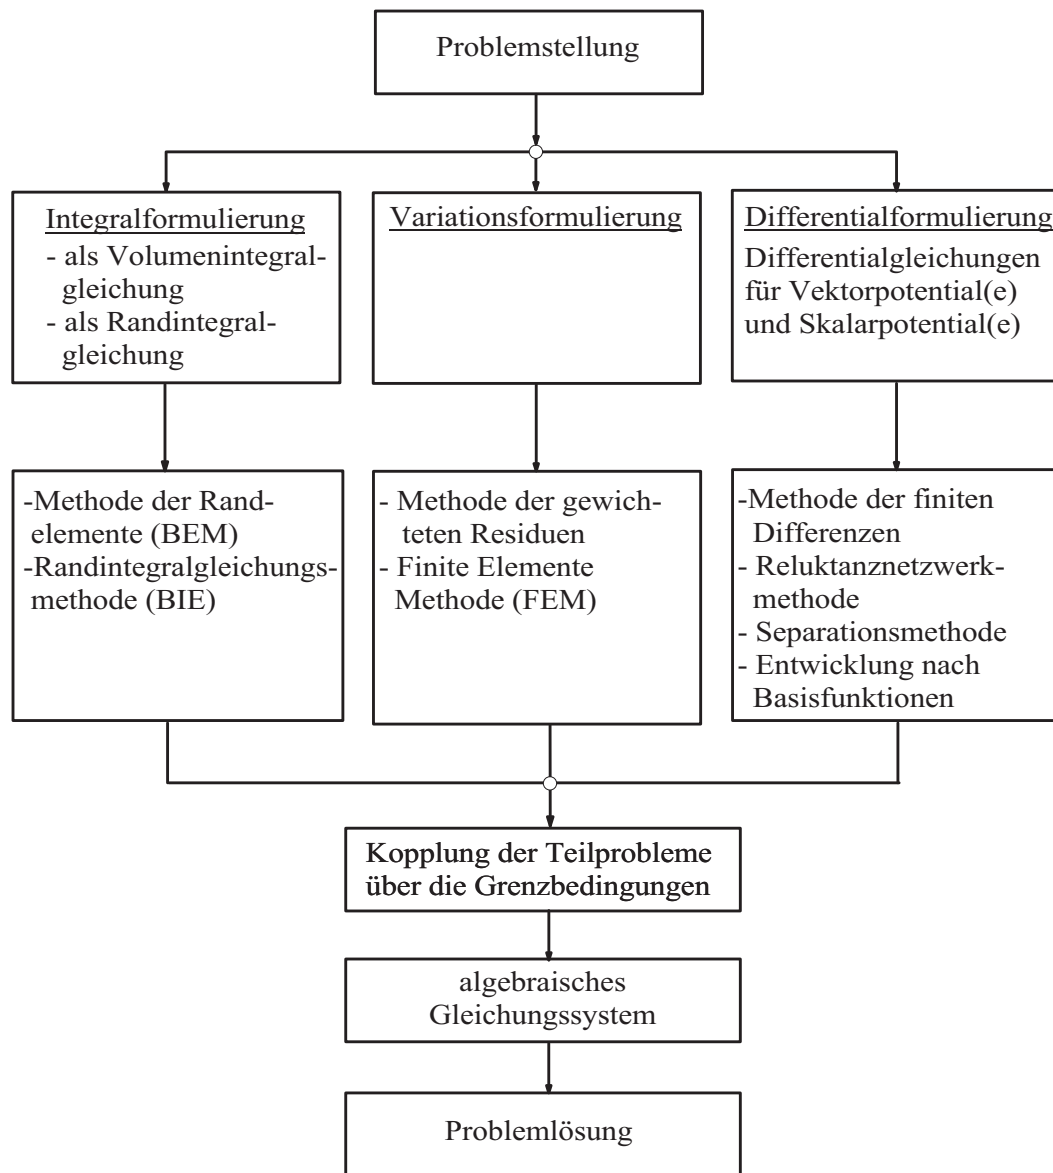 Problemstellung
Integralformulierung
- als Volumenintegral-
gleichung
- als Randintegral-
gleichung
Variationsformulierung
Differentialformulierung
Differentialgleichungen
für Vektorpotential(e)
und Skalarpotential(e)
-Methode der Rand-
elemente (BEM)
-Randintegralgleichungs-
methode (BIE)
- Methode der gewich-
teten Residuen
- Finite Elemente
Methode (FEM)
-Methode der finiten
Differenzen
- Reluktanznetzwerk-
methode
- Separationsmethode
- Entwicklung nach
Basisfunktionen
Kopplung der Teilprobleme
über die Grenzbedingungen
algebraisches
Gleichungssystem
Problemlösung